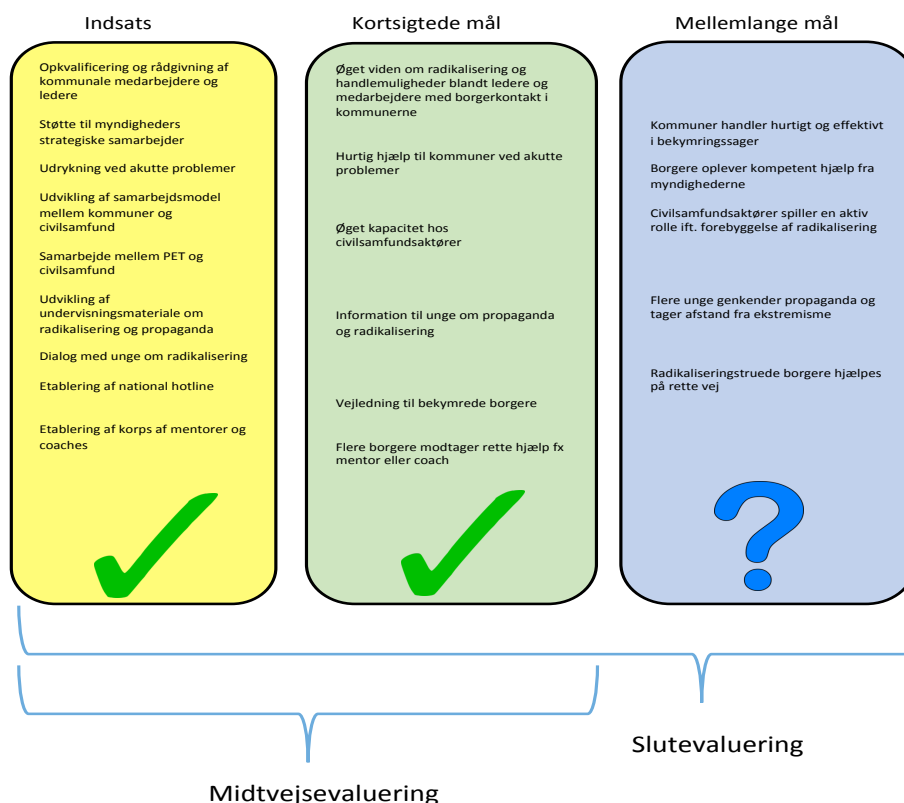 Indsats
Opkvalificering og rådgivning af
kommunale medarbejdere og
ledere
Støtte til myndigheders
strategiske samarbejder
Udrykning ved akutte problemer
Udvikling af samarbejdsmodel
mellem kommuner og
civilsamfund
Samarbejde mellem PET og
civilsamfund
Udvikling af
undervisningsmateriale om
radikalisering og propaganda
Dialog med unge om radikalisering
Etablering af national hotline
Etablering af korps af mentorer og
coaches
Kortsigtede mål
Øget viden om radikalisering og
handlemuligheder blandt ledere og
medarbejdere med borgerkontakt i
kommunerne
Hurtig hjælp til kommuner ved akutte
problemer
Øget kapacitet hos
civilsamfundsaktører
Information til unge om propaganda
og radikalisering
Vejledning til bekymrede borgere
Flere borgere modtager rette hjælp fx
mentor eller coach
Mellemlange mål
Kommuner handler hurtigt og effektivt
i bekymringssager
Borgere oplever kompetent hjælp fra
myndighederne
Civilsamfundsaktører spiller en aktiv
rolle ift. forebyggelse af radikalisering
Flere unge genkender propaganda og
tager afstand fra ekstremisme
Radikaliseringstruede borgere hjælpes
på rette vej
?
Slutevaluering
Midtvejsevaluering